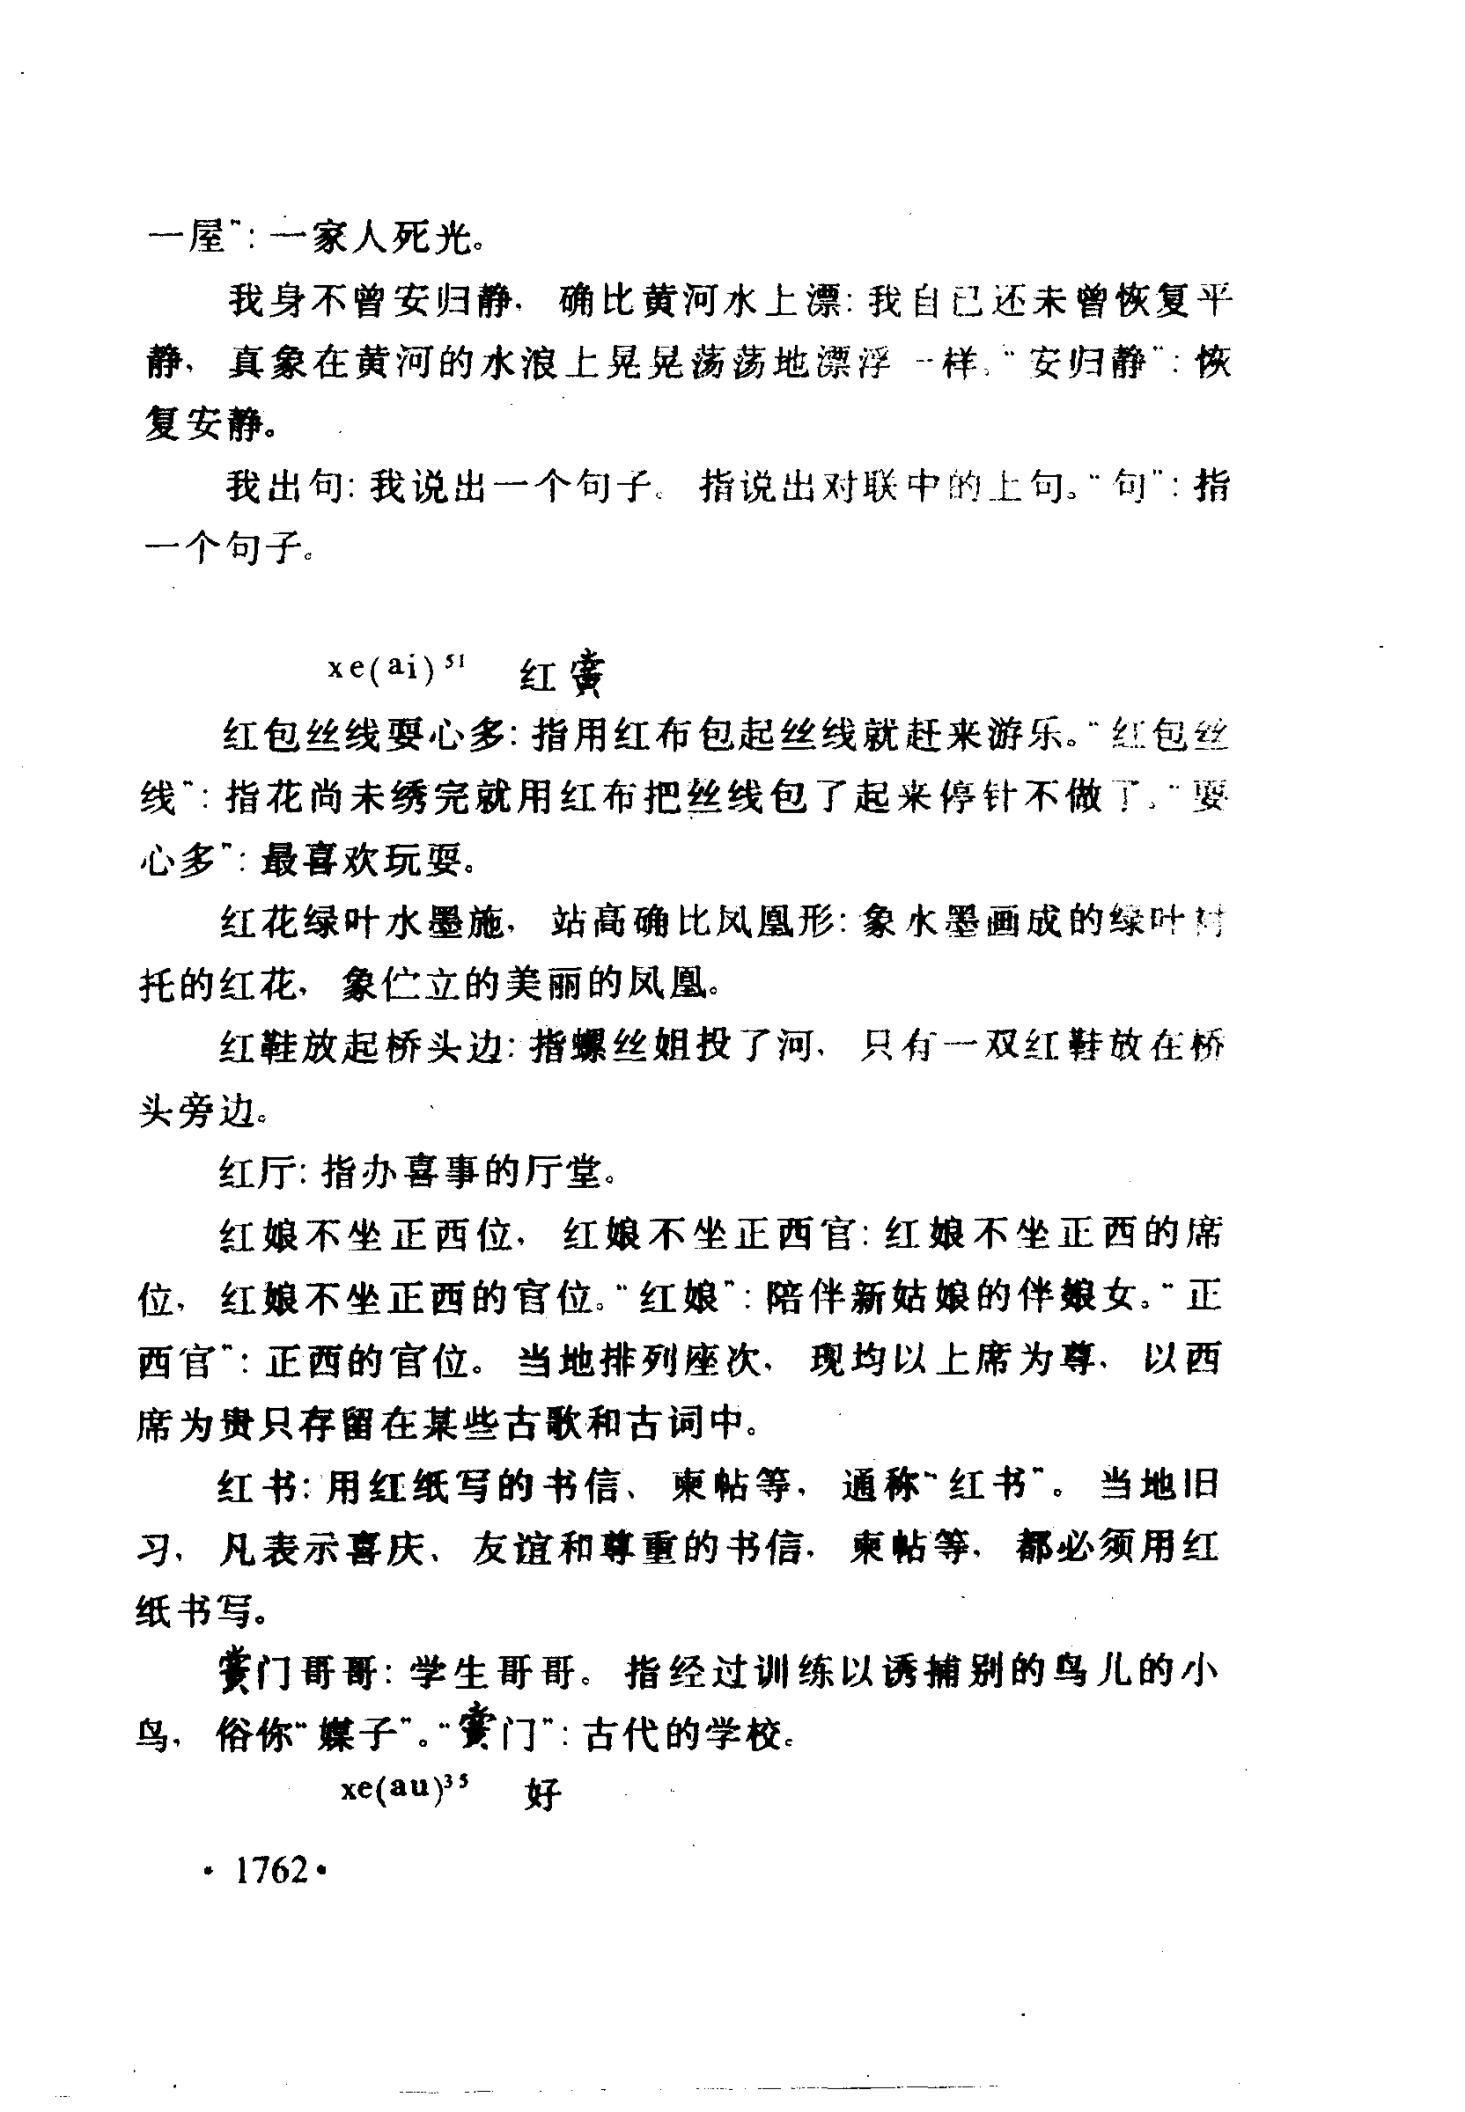 一屋”：一家人死光。
我身不曾安归静，确比黄河水上漂：我自已还未曾恢复平
静，真象在黄河的水浪上晃晃荡荡地漂浮一样。“安归静”：恢
复安静。
我出句：我说出一个句子。指说出对联中的上句。“句”：指
一个句子。
xe(ai)⁵¹ 红
红包丝线耍心多：指用红布包起丝线就赶来游乐。“红包丝
线”：指花尚未绣完就用红布把丝线包了起来停针不做了。“耍
心多”：最喜欢玩耍。
红花绿叶水墨施，站高确比凤凰形：象水墨画成的绿叶衬
托的红花，象伫立的美丽的凤凰。
红鞋放起桥头边：指螺丝姐投了河，只有一双红鞋放在桥
头旁边。
红厅：指办喜事的厅堂。
红娘不坐正西位，红娘不坐正西官：红娘不坐正西的席
位，红娘不坐正西的官位。“红娘”：陪伴新姑娘的伴娘女。“正
西官”：正西的官位。当地排列座次，现均以上席为尊，以西
席为贵只存留在某些古歌和古词中。
红书：用红纸写的书信、柬帖等，通称“红书”。当地旧
习，凡表示喜庆、友谊和尊重的书信，柬帖等，都必须用红
纸书写。
门哥哥：学生哥哥。指经过训练以诱捕别的鸟儿的小
鸟，俗你“媒子”。“门”：古代的学校。
xe(au)³⁵ 好
·1762·